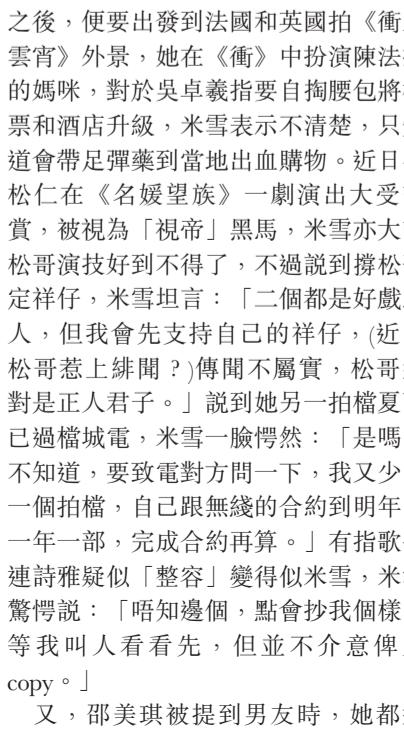 之後，便要出發到法國和英國拍《衝
雲宵》外景，她在《衝》中扮演陳法
的媽咪，對於吳卓羲指要自掏腰包將
票和酒店升級，米雪表示不清楚，只
道會帶足彈藥到當地出血購物。近日
松仁在《名媛望族》一劇演出大受
賞，被視為「視帝」黑馬，米雪亦大
松哥演技好到不得了，不過説到撐松
定祥仔，米雪坦言：「二個都是好戲
人，但我會先支持自己的祥仔，(近
松哥惹上緋聞？)傳聞不屬實，松哥
對是正人君子。」説到她另一拍檔夏
已過檔城電，米雪一臉愕然：「是嗎
不知道，要致電對方問一下，我又少
一個拍檔，自己跟無綫的合約到明年
一年一部，完成合約再算。」有指歌
連詩雅疑似「整容」變得似米雪，米
驚愕説：「唔知邊個，點會抄我個樣
等我叫人看看先，但並不介意俾
copy。」
又，邵美琪被提到男友時，她都